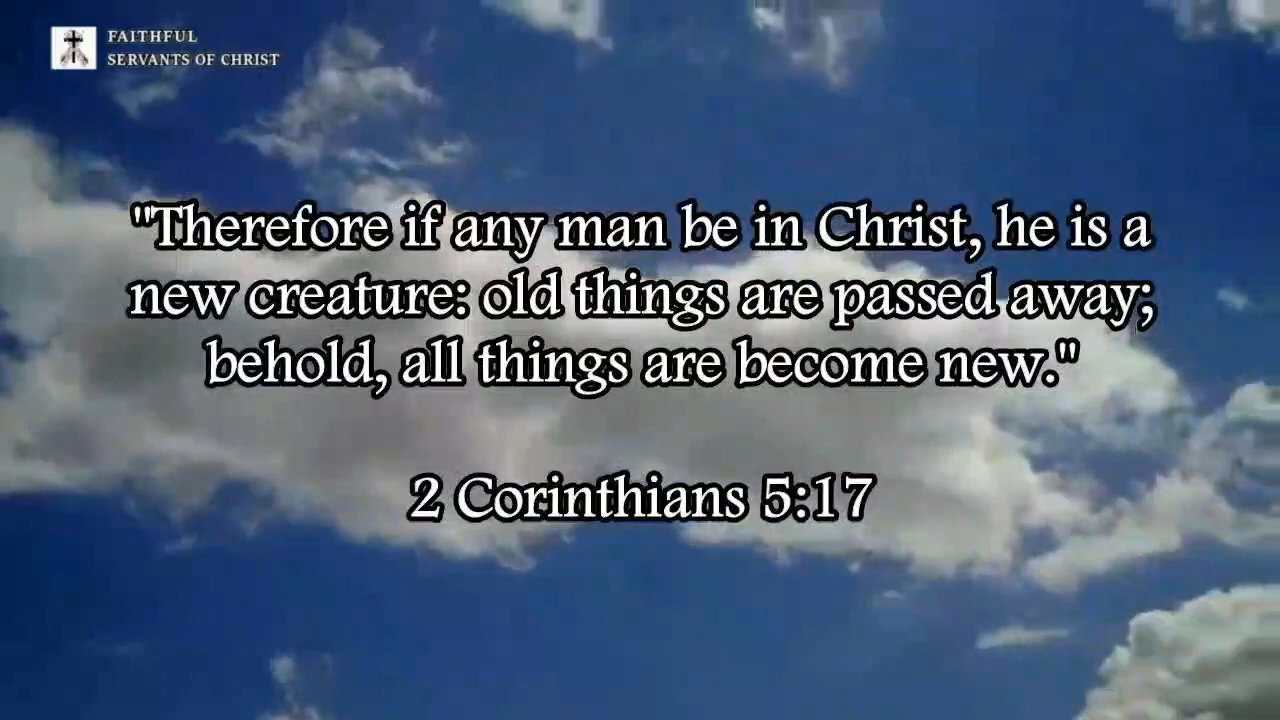 FAITHFUL
SERVANTS OF CHRIST
"Therefore if any man be in Christ, he is a
new creature: old things are passed away;
behold, all things are become new."
2 Corinthians 5:17